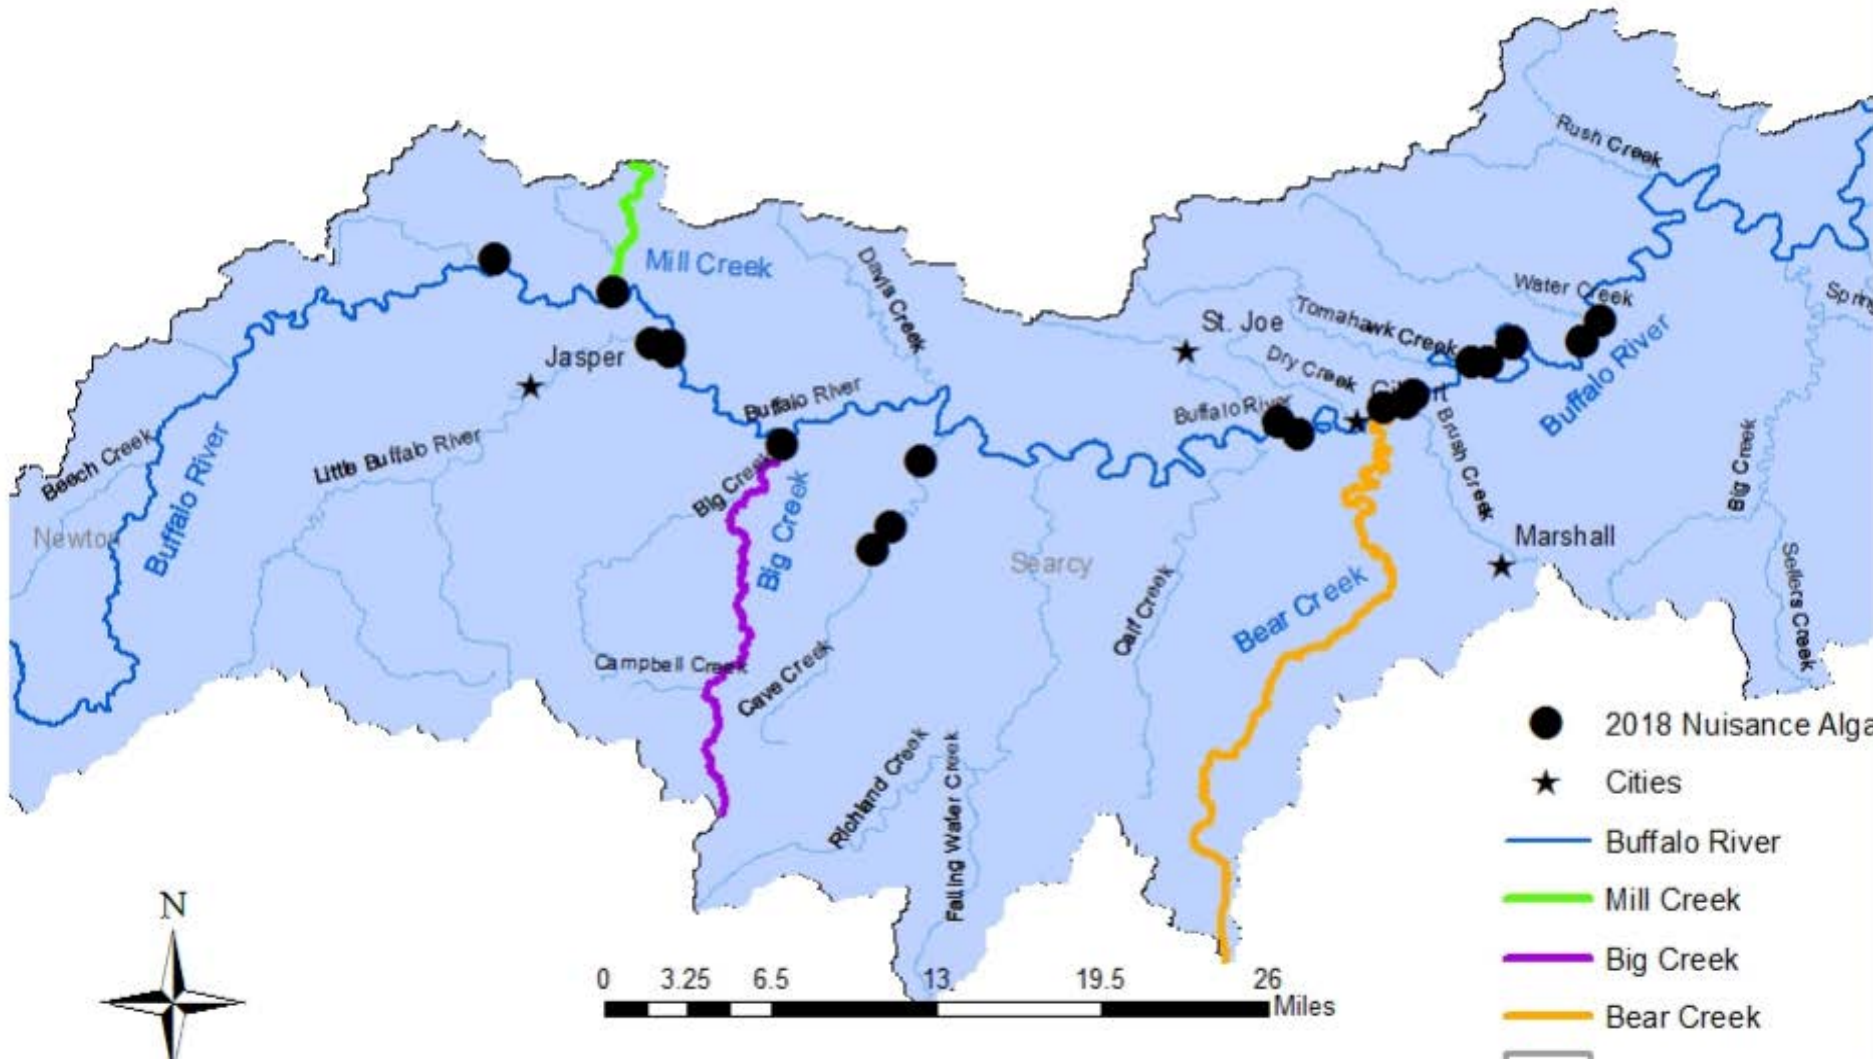 Rush Creek
Mill Creek
Davis Creek
Water Creek
Spring
St. Joe
Tomahawk Creek
Jasper
Dry Creek
Buffalo River
Buffalo River
Buffalo River
Brush Creek
Beech Creek
Buffalo River
Little Buffalo River
Big Creek
Big Creek
Big Creek
Newton
Searcy
Marshall
Calf Creek
Bear Creek
Sellers Creek
Campbell Creek
Cave Creek
Richland Creek
Falling Water Creek
2018 Nuisance Alga
Cities
Buffalo River
Mill Creek
Big Creek
Bear Creek
N
0 3.25 6.5 13 19.5 26
Miles